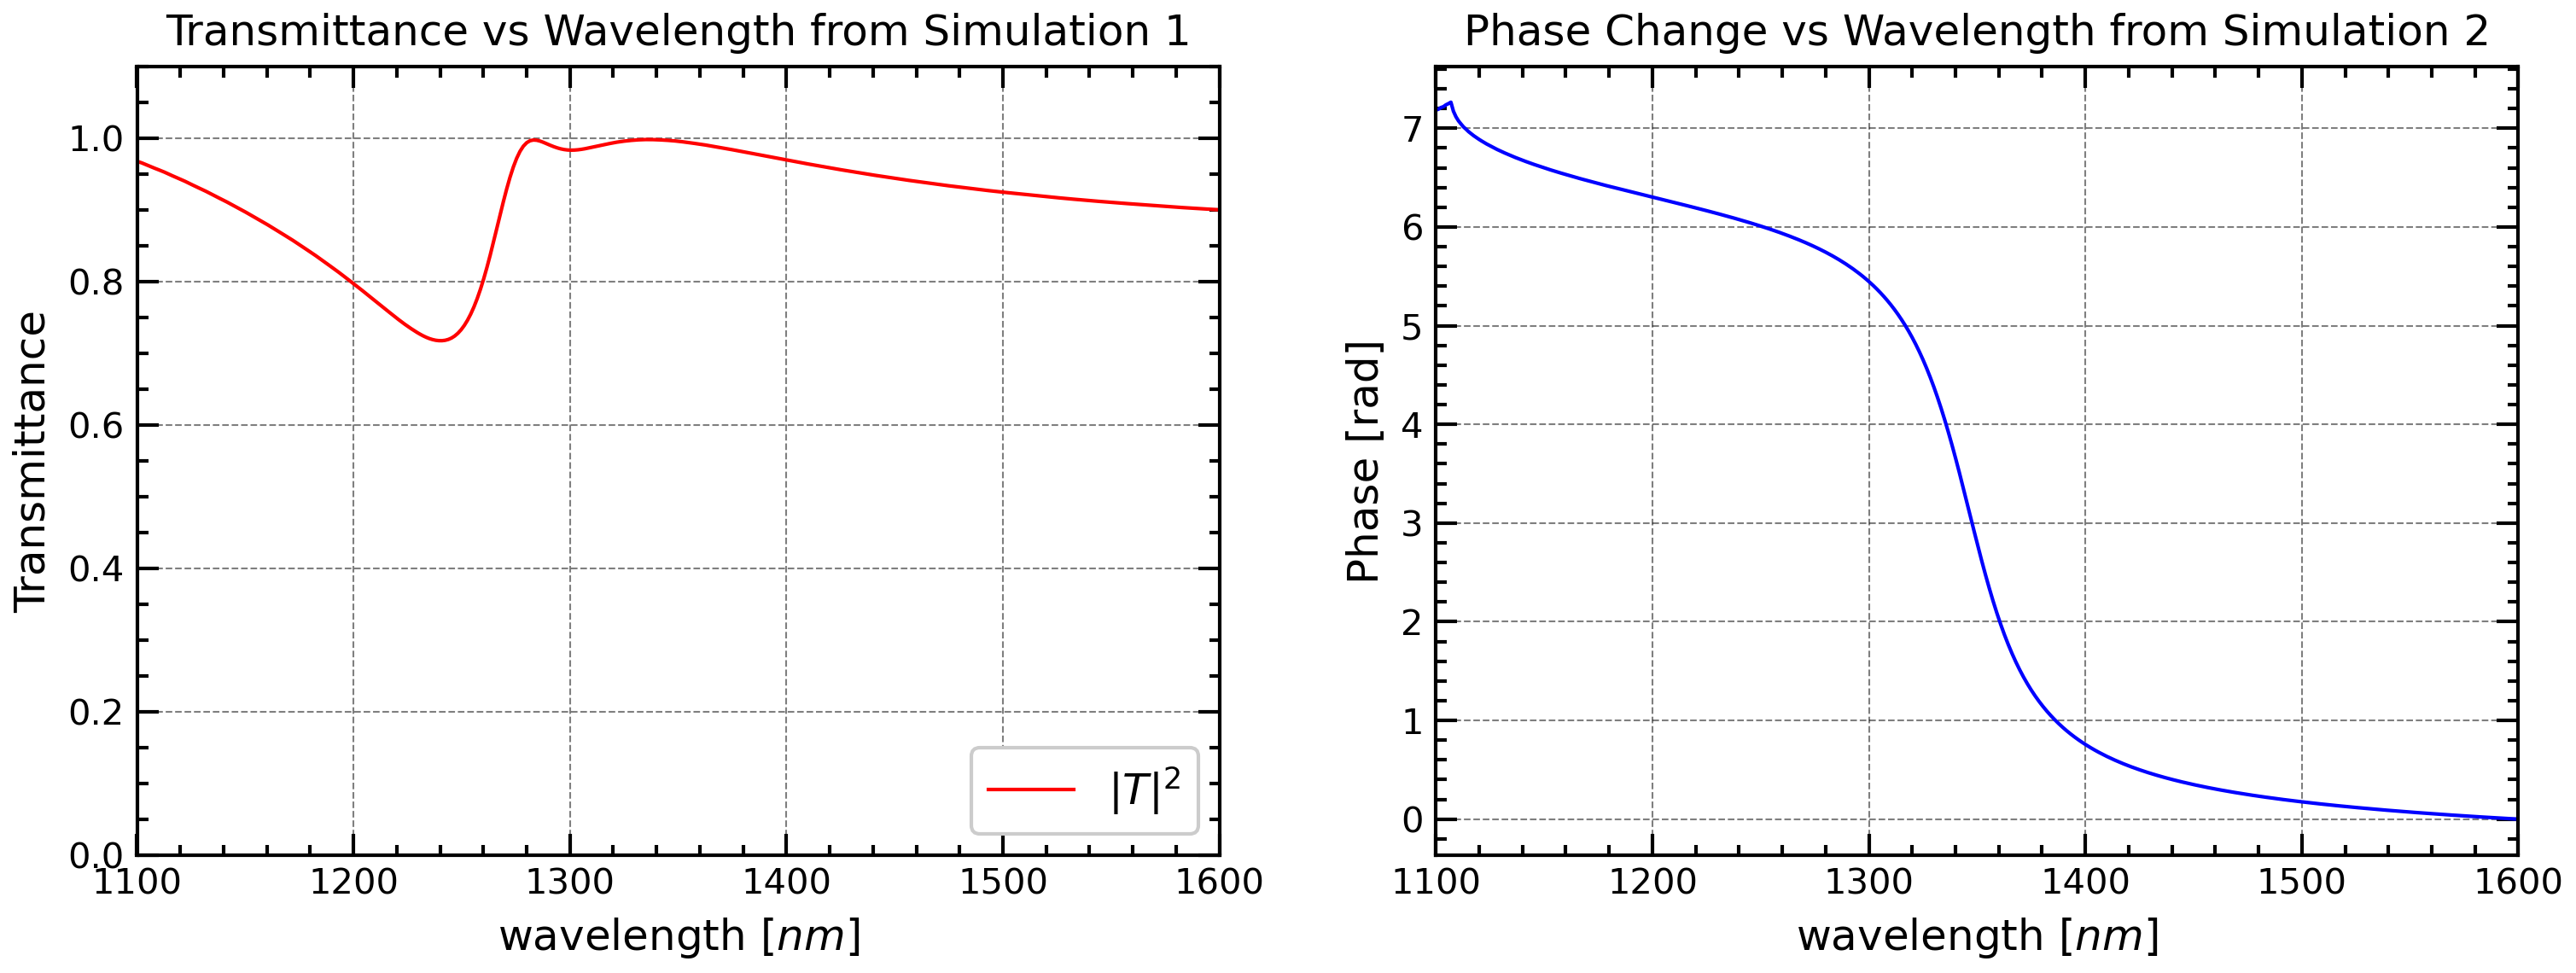 Transmittance vs Wavelength from Simulation 1
Transmittance
1.0
0.8
0.6
0.4
0.2
0.0
1100 1200 1300 1400 1500 1600
wavelength [nm]
|T|²
Phase Change vs Wavelength from Simulation 2
Phase [rad]
7
6
5
4
3
2
1
0
1100 1200 1300 1400 1500 1600
wavelength [nm]